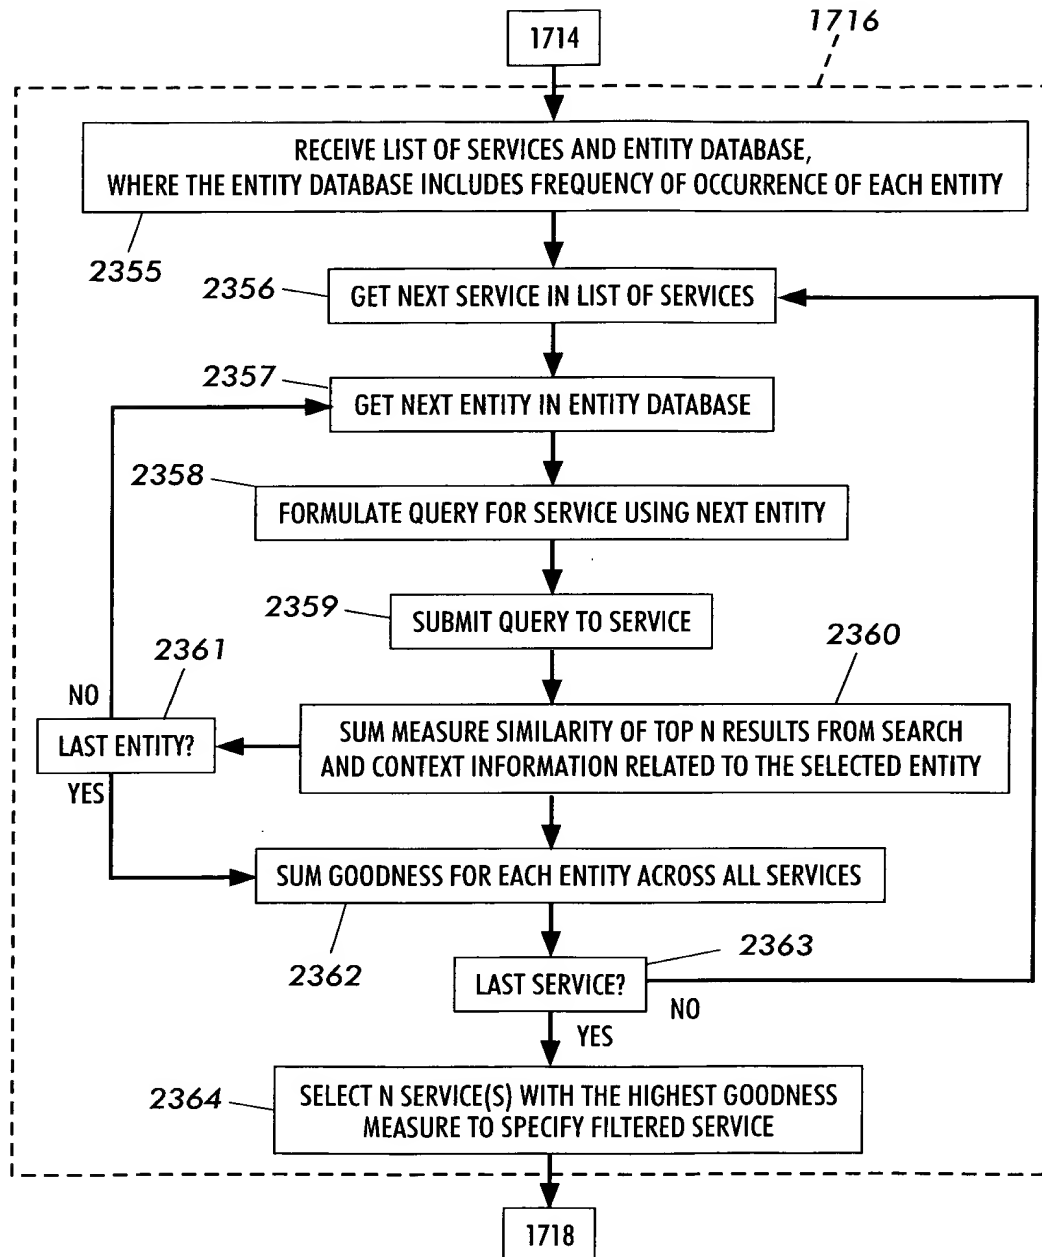 1714
1716
RECEIVE LIST OF SERVICES AND ENTITY DATABASE,
WHERE THE ENTITY DATABASE INCLUDES FREQUENCY OF OCCURRENCE OF EACH ENTITY
2355
2356
GET NEXT SERVICE IN LIST OF SERVICES
2357
GET NEXT ENTITY IN ENTITY DATABASE
2358
FORMULATE QUERY FOR SERVICE USING NEXT ENTITY
2359
SUBMIT QUERY TO SERVICE
2360
2361
NO
LAST ENTITY?
YES
SUM MEASURE SIMILARITY OF TOP N RESULTS FROM SEARCH
AND CONTEXT INFORMATION RELATED TO THE SELECTED ENTITY
SUM GOODNESS FOR EACH ENTITY ACROSS ALL SERVICES
2362
2363
LAST SERVICE?
NO
YES
2364
SELECT N SERVICE(S) WITH THE HIGHEST GOODNESS
MEASURE TO SPECIFY FILTERED SERVICE
1718